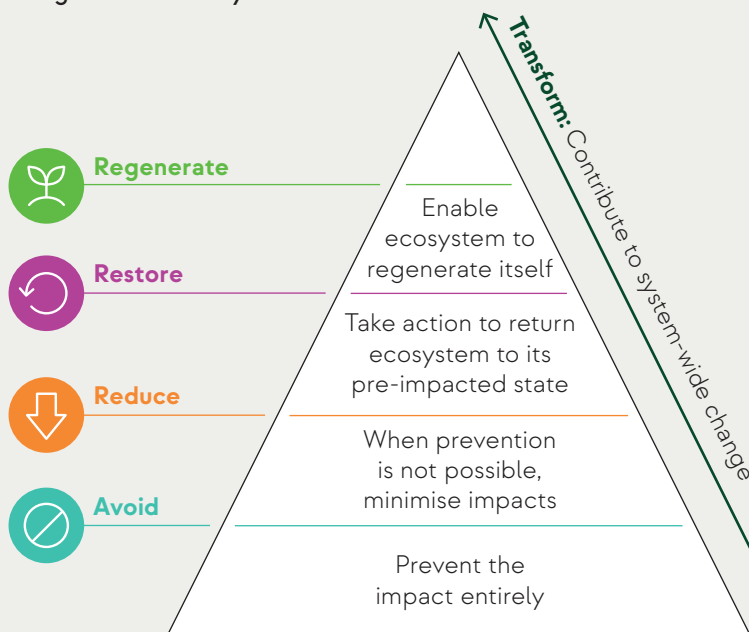 Transform: Contribute to system-wide change
Regenerate
Enable
ecosystem to
regenerate itself
Restore
Take action to return
ecosystem to its
pre-impacted state
Reduce
When prevention
is not possible,
minimise impacts
Avoid
Prevent the
impact entirely